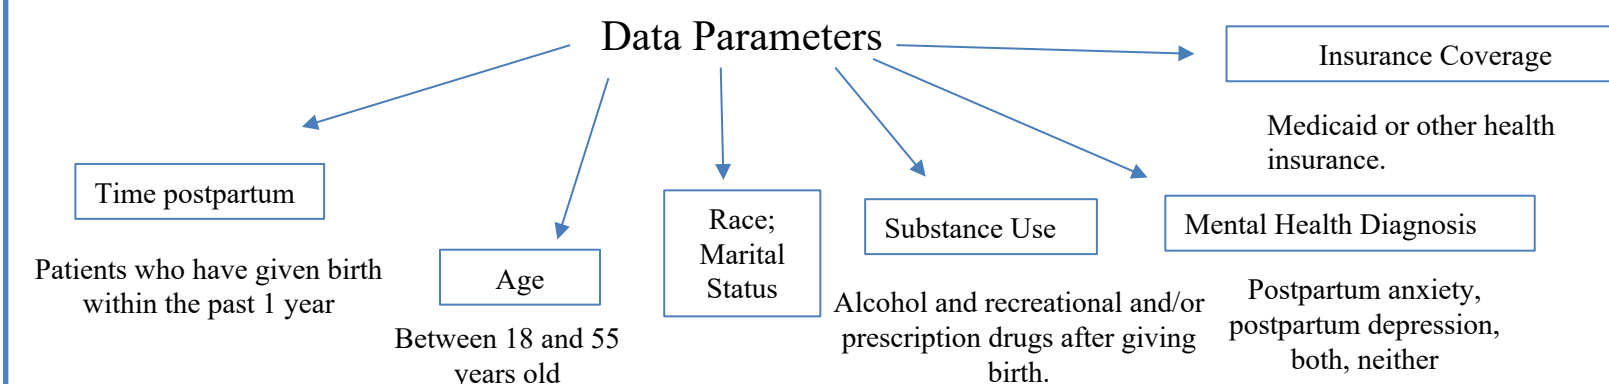 Data Parameters
Insurance Coverage
Medicaid or other health
insurance.
Time postpartum
Patients who have given birth
within the past 1 year
Age
Between 18 and 55
years old
Race;
Marital
Status
Substance Use
Alcohol and recreational and/or
prescription drugs after giving
birth.
Mental Health Diagnosis
Postpartum anxiety,
postpartum depression,
both, neither